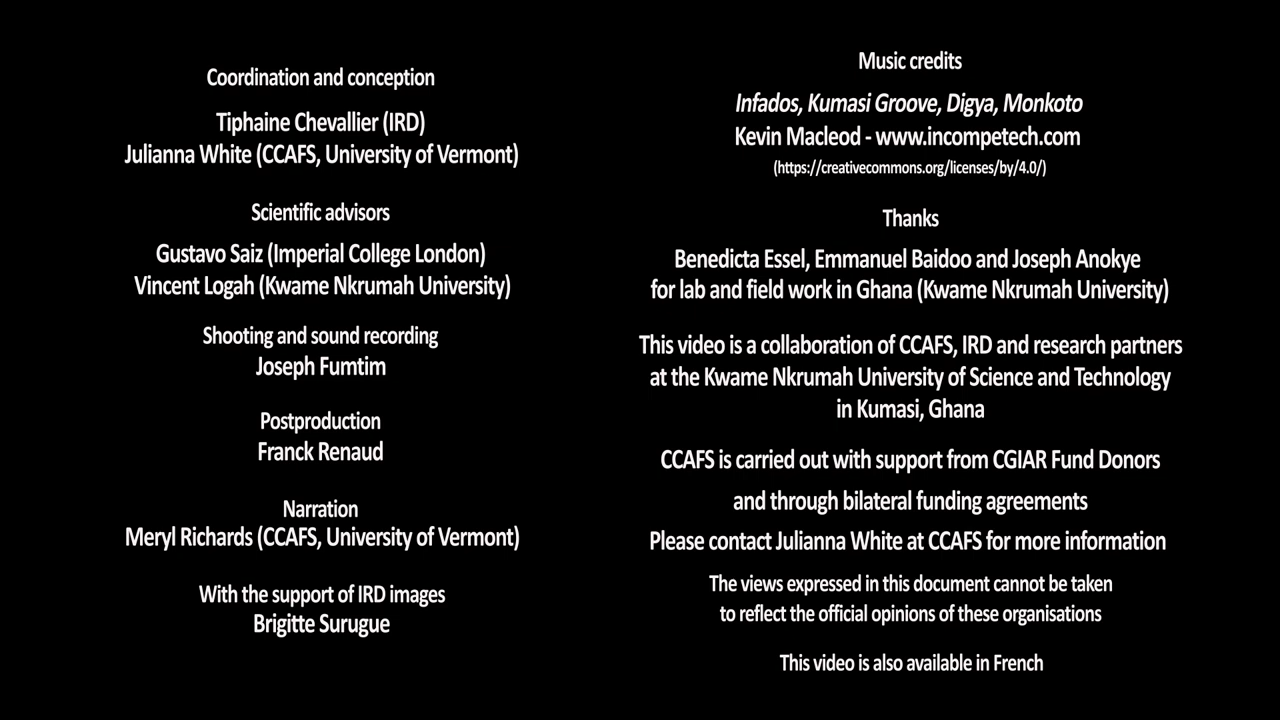 Coordination and conception
Tiphaine Chevallier (IRD)
Julianna White (CCAFS, University of Vermont)
Scientific advisors
Gustavo Saiz (Imperial College London)
Vincent Logah (Kwame Nkrumah University)
Shooting and sound recording
Joseph Fumtim
Postproduction
Franck Renaud
Narration
Meryl Richards (CCAFS, University of Vermont)
With the support of IRD images
Brigitte Surugue
Music credits
Infados, Kumasi Groove, Digya, Monkoto
Kevin Macleod - www.incompetech.com
(https://creativecommons.org/licenses/by/4.0/)
Thanks
Benedicta Essel, Emmanuel Baidoo and Joseph Anokye
for lab and field work in Ghana (Kwame Nkrumah University)
This video is a collaboration of CCAFS, IRD and research partners
at the Kwame Nkrumah University of Science and Technology
in Kumasi, Ghana
CCAFS is carried out with support from CGIAR Fund Donors
and through bilateral funding agreements
Please contact Julianna White at CCAFS for more information
The views expressed in this document cannot be taken
to reflect the official opinions of these organisations
This video is also available in French